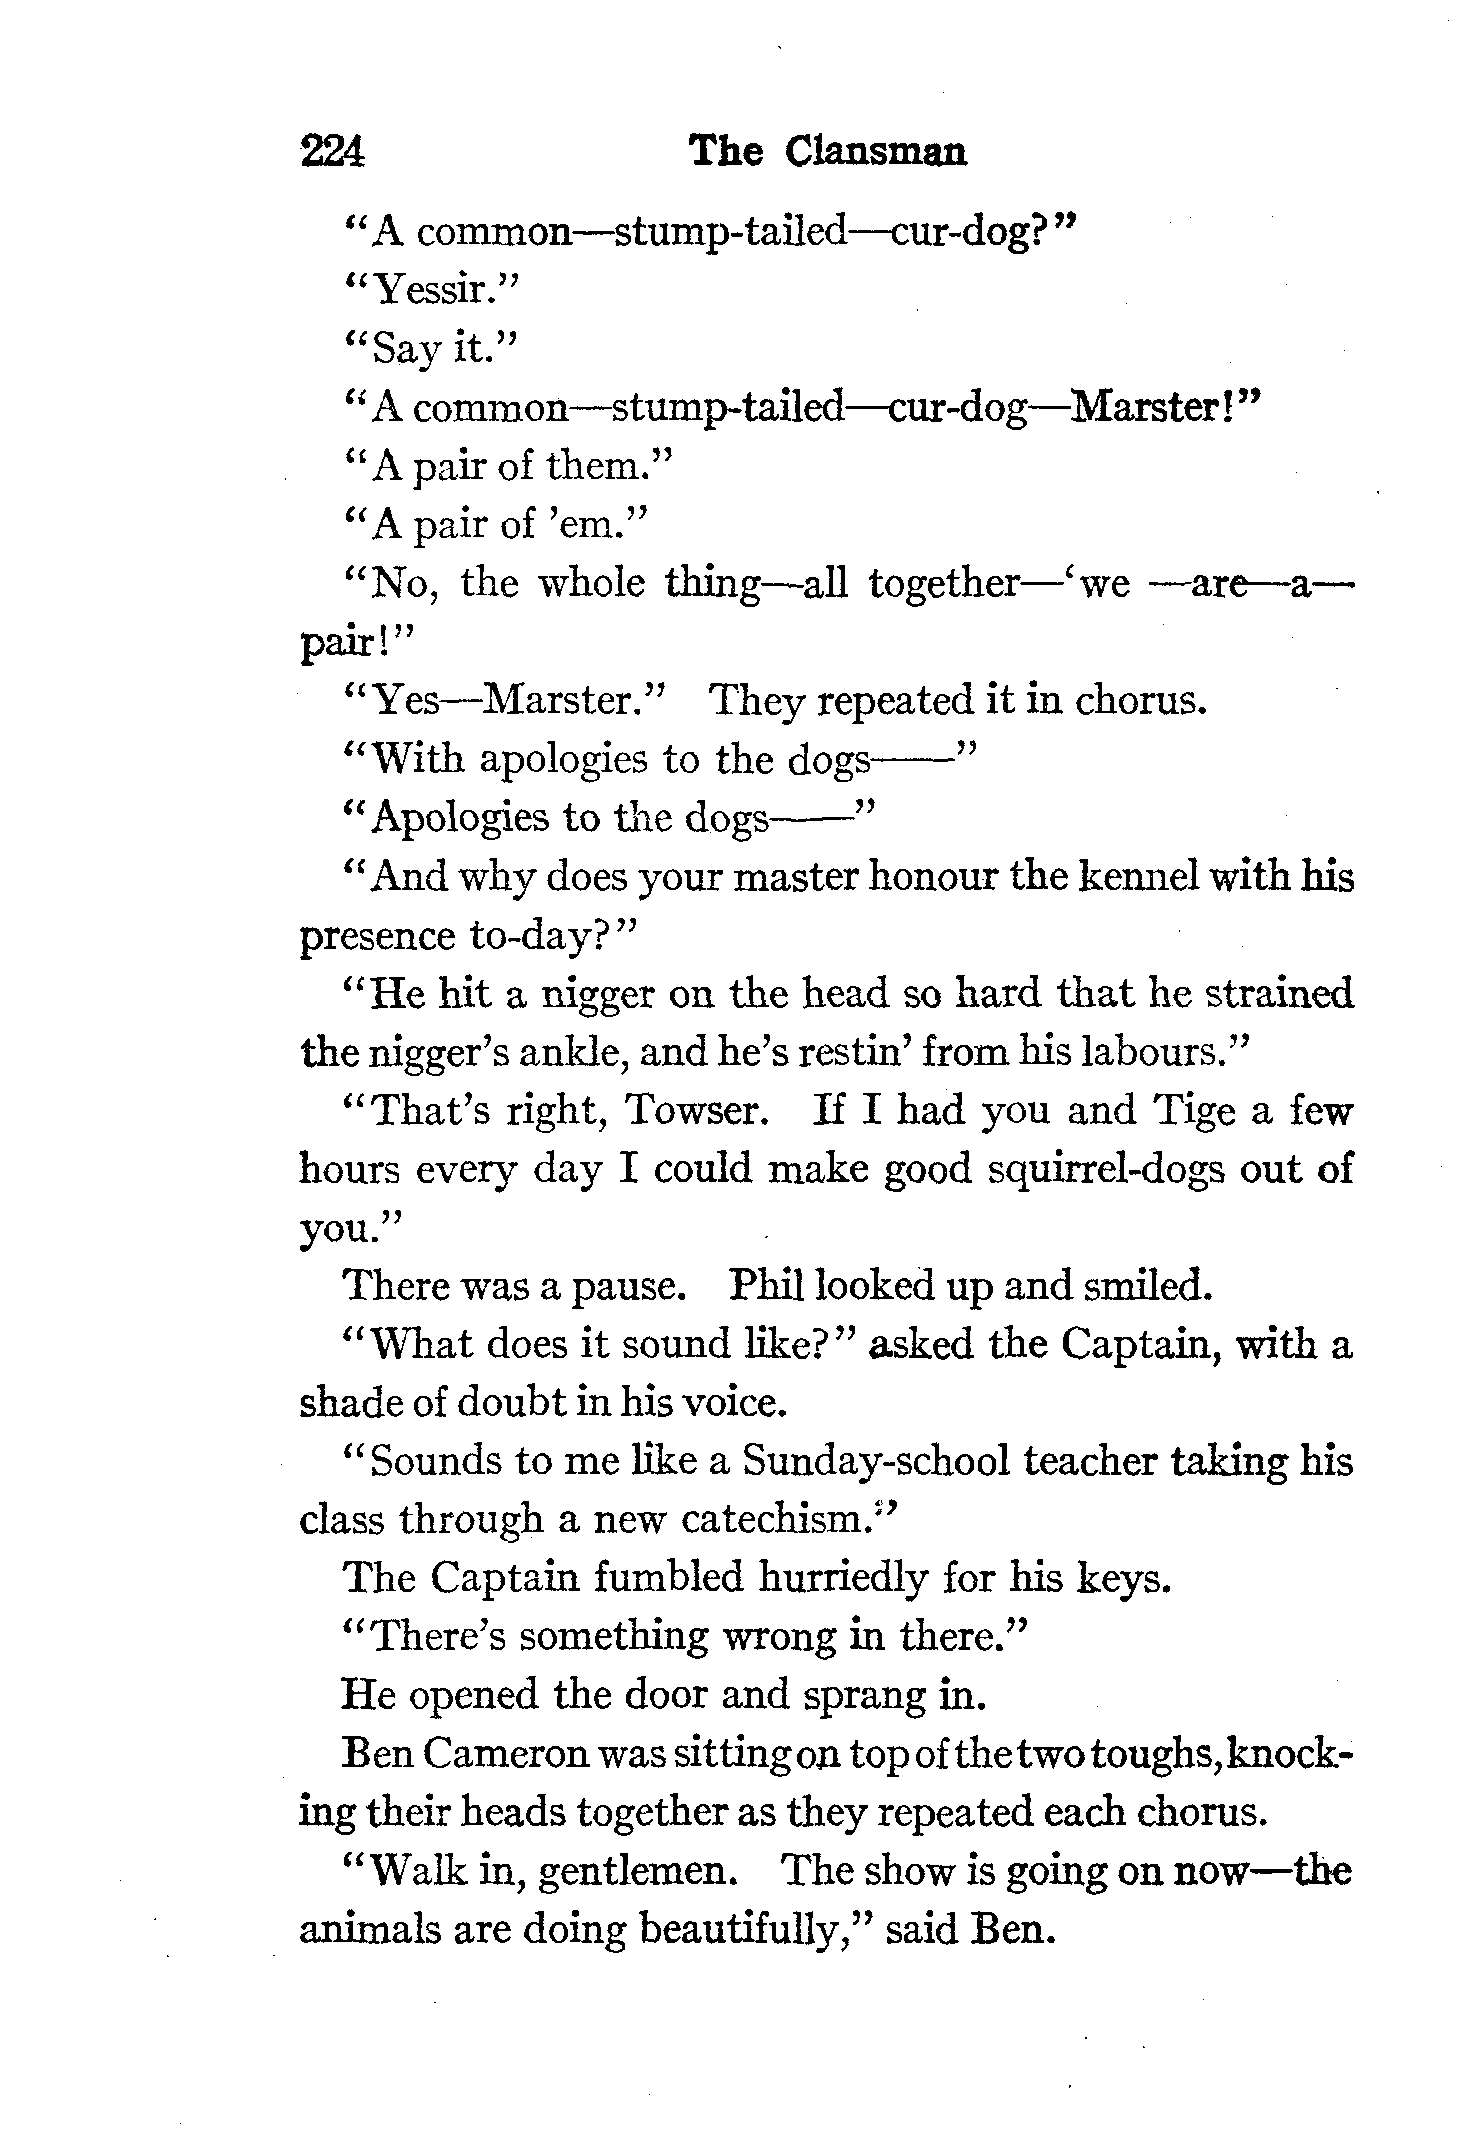 224 The Clansman
"A common—stump-tailed—cur-dog?"
"Yessir."
"Say it."
"A common—stump-tailed—cur-dog—Marster!"
"A pair of them."
"A pair of 'em."
"No, the whole thing—all together—'we —are—a—
pair!"
"Yes—Marster." They repeated it in chorus.
"With apologies to the dogs——"
"Apologies to the dogs——"
"And why does your master honour the kennel with his
presence to-day?"
"He hit a nigger on the head so hard that he strained
the nigger's ankle, and he's restin' from his labours."
"That's right, Towser. If I had you and Tige a few
hours every day I could make good squirrel-dogs out of
you."
There was a pause. Phil looked up and smiled.
"What does it sound like?" asked the Captain, with a
shade of doubt in his voice.
"Sounds to me like a Sunday-school teacher taking his
class through a new catechism."
The Captain fumbled hurriedly for his keys.
"There's something wrong in there."
He opened the door and sprang in.
Ben Cameron was sitting on top of the two toughs, knock-
ing their heads together as they repeated each chorus.
"Walk in, gentlemen. The show is going on now—the
animals are doing beautifully," said Ben.